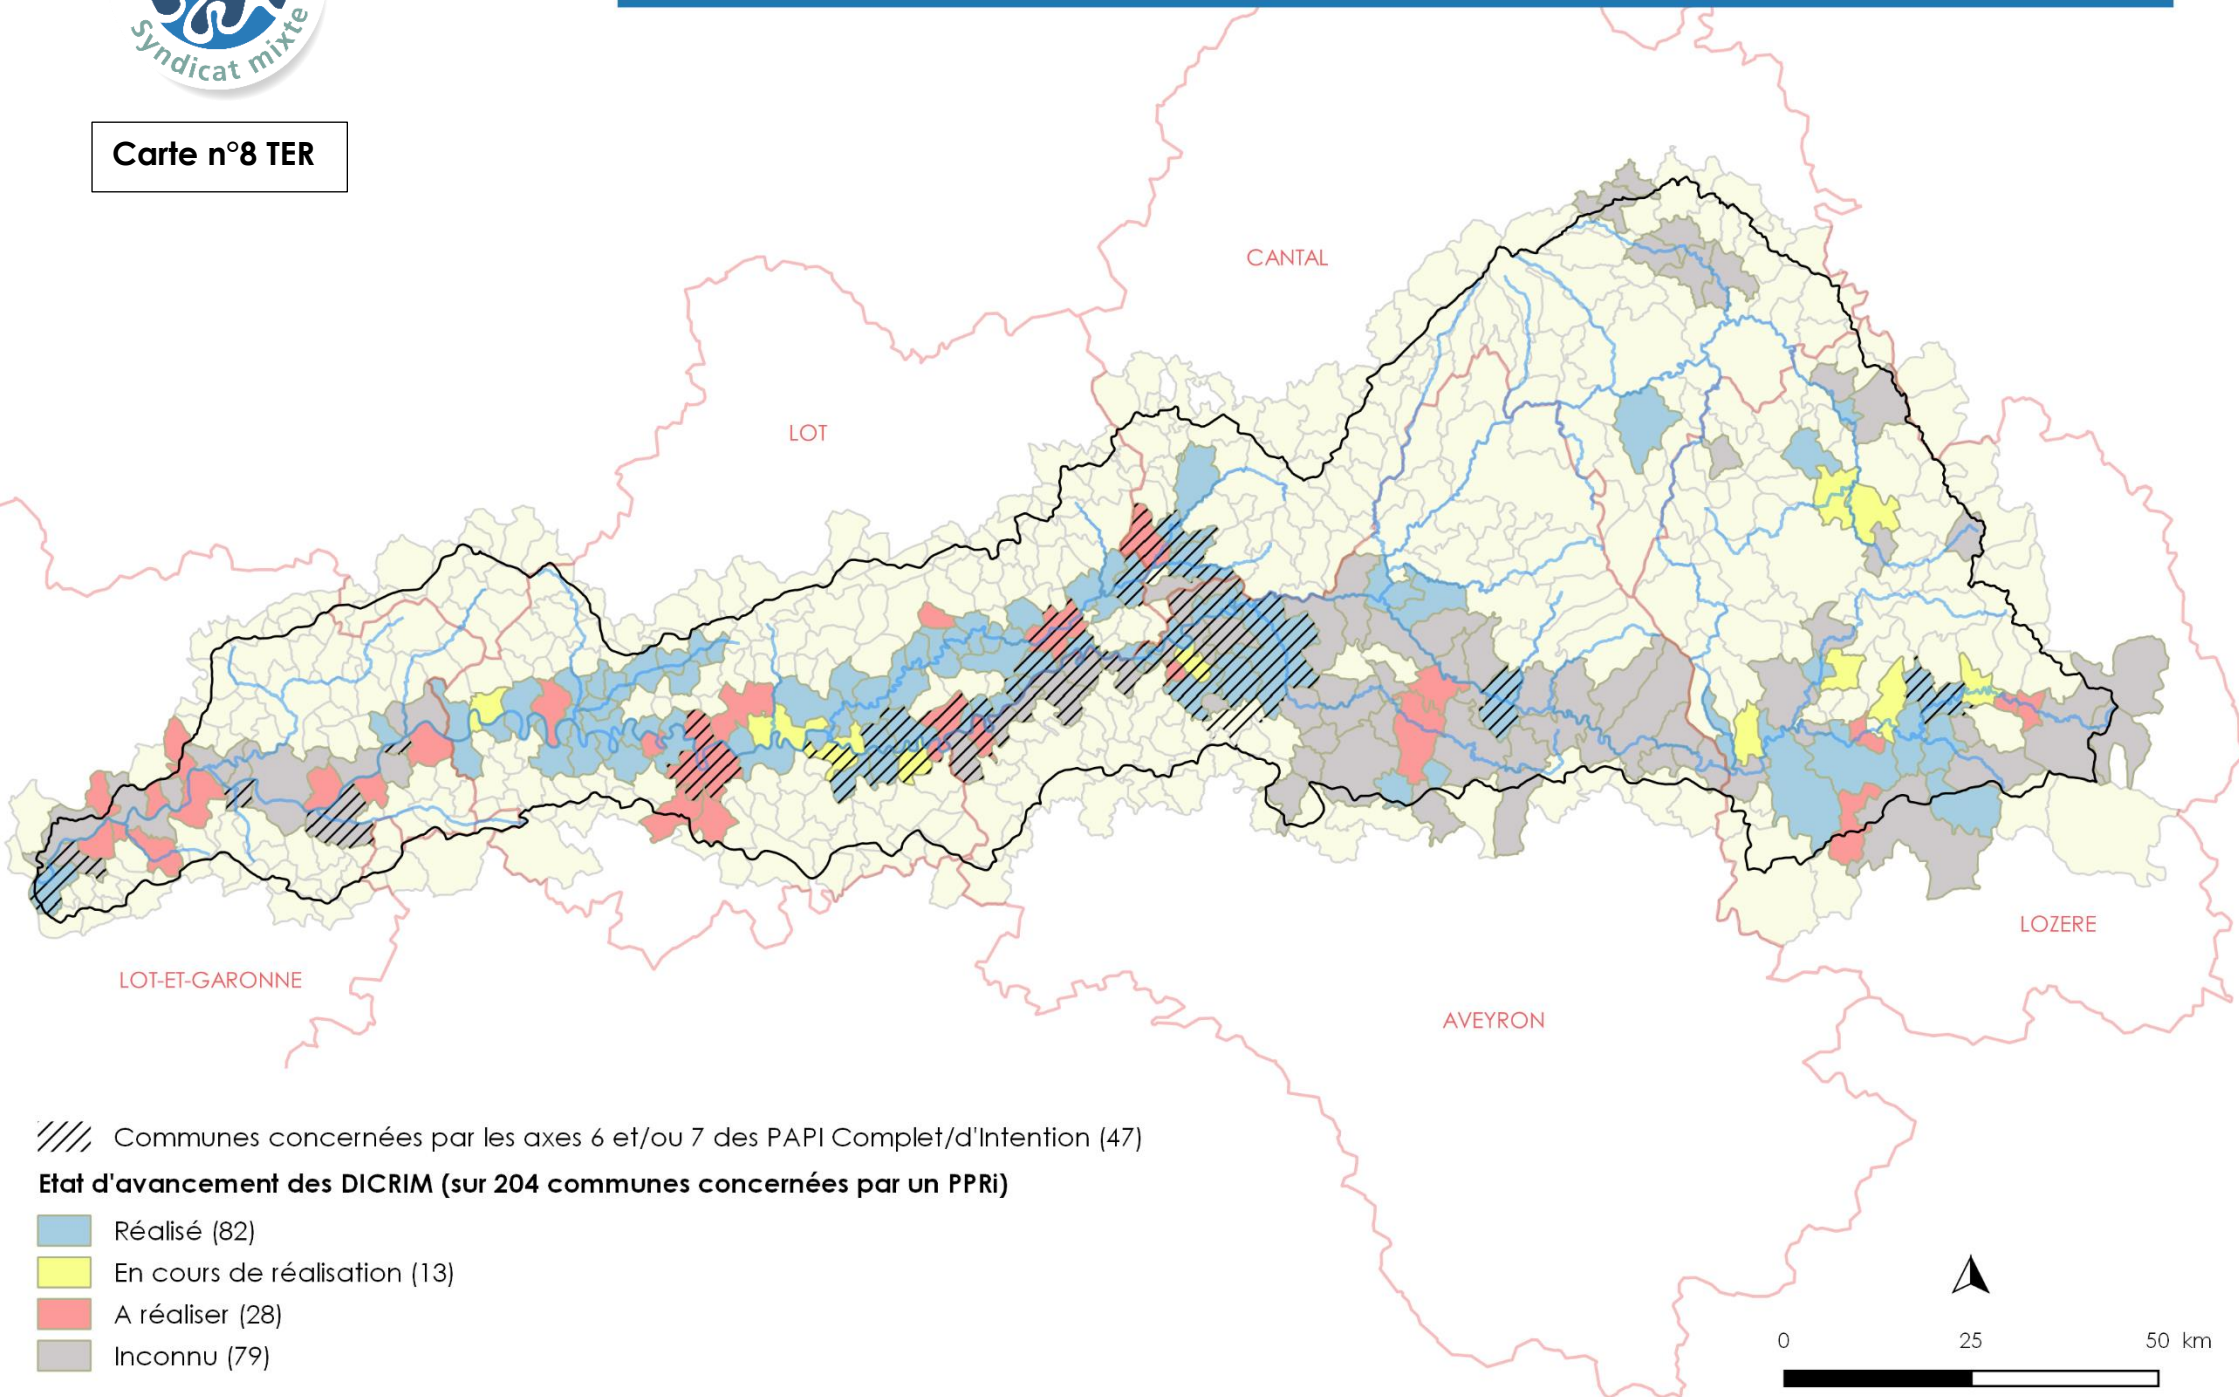 Syndicat mixte
Carte n°8 TER
CANTAL
LOT
LOZERE
LOT-ET-GARONNE
AVEYRON
Communes concernées par les axes 6 et/ou 7 des PAPI Complet/d'Intention (47)
Etat d'avancement des DICRIM (sur 204 communes concernées par un PPRi)
Réalisé (82)
En cours de réalisation (13)
A réaliser (28)
Inconnu (79)
0 25 50 km